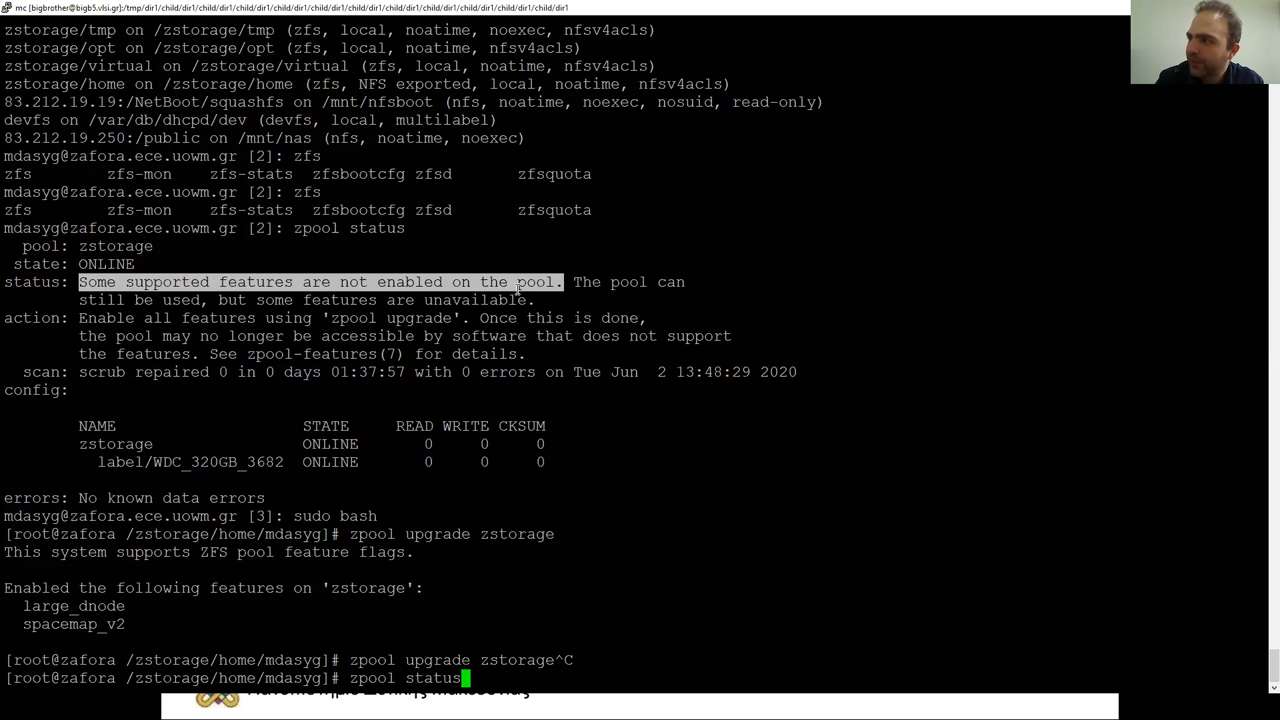 mc [bigbrother@bigb5.vlsi.gr]:/tmp/dir1/child/dir1/child/dir1/child/dir1/child/dir1/child/dir1/child/dir1/child/dir1/child/dir1/child/dir1
zstorage/tmp on /zstorage/tmp (zfs, local, noatime, noexec, nfsv4acls)
zstorage/opt on /zstorage/opt (zfs, local, noatime, nfsv4acls)
zstorage/virtual on /zstorage/virtual (zfs, local, noatime, nfsv4acls)
zstorage/home on /zstorage/home (zfs, NFS exported, local, noatime, nfsv4acls)
83.212.19.19:/NetBoot/squashfs on /mnt/nfsboot (nfs, noatime, noexec, nosuid, read-only)
devfs on /var/db/dhcpd/dev (devfs, local, multilabel)
83.212.19.250:/public on /mnt/nas (nfs, noatime, noexec)
mdasyg@zafora.ece.uowm.gr [2]: zfs
zfs zfs-mon zfs-stats zfsbootcfg zfsd zfsquota
mdasyg@zafora.ece.uowm.gr [2]: zfs
zfs zfs-mon zfs-stats zfsbootcfg zfsd zfsquota
mdasyg@zafora.ece.uowm.gr [2]: zpool status
pool: zstorage
state: ONLINE
status: Some supported features are not enabled on the pool. The pool can
still be used, but some features are unavailable.
action: Enable all features using 'zpool upgrade'. Once this is done,
the pool may no longer be accessible by software that does not support
the features. See zpool-features(7) for details.
scan: scrub repaired 0 in 0 days 01:37:57 with 0 errors on Tue Jun 2 13:48:29 2020
config:
NAME STATE READ WRITE CKSUM
zstorage ONLINE 0 0 0
label/WDC_320GB_3682 ONLINE 0 0 0
errors: No known data errors
mdasyg@zafora.ece.uowm.gr [3]: sudo bash
[root@zafora /zstorage/home/mdasyg]# zpool upgrade zstorage
This system supports ZFS pool feature flags.
Enabled the following features on 'zstorage':
large_dnode
spacemap_v2
[root@zafora /zstorage/home/mdasyg]# zpool upgrade zstorage^C
[root@zafora /zstorage/home/mdasyg]# zpool status